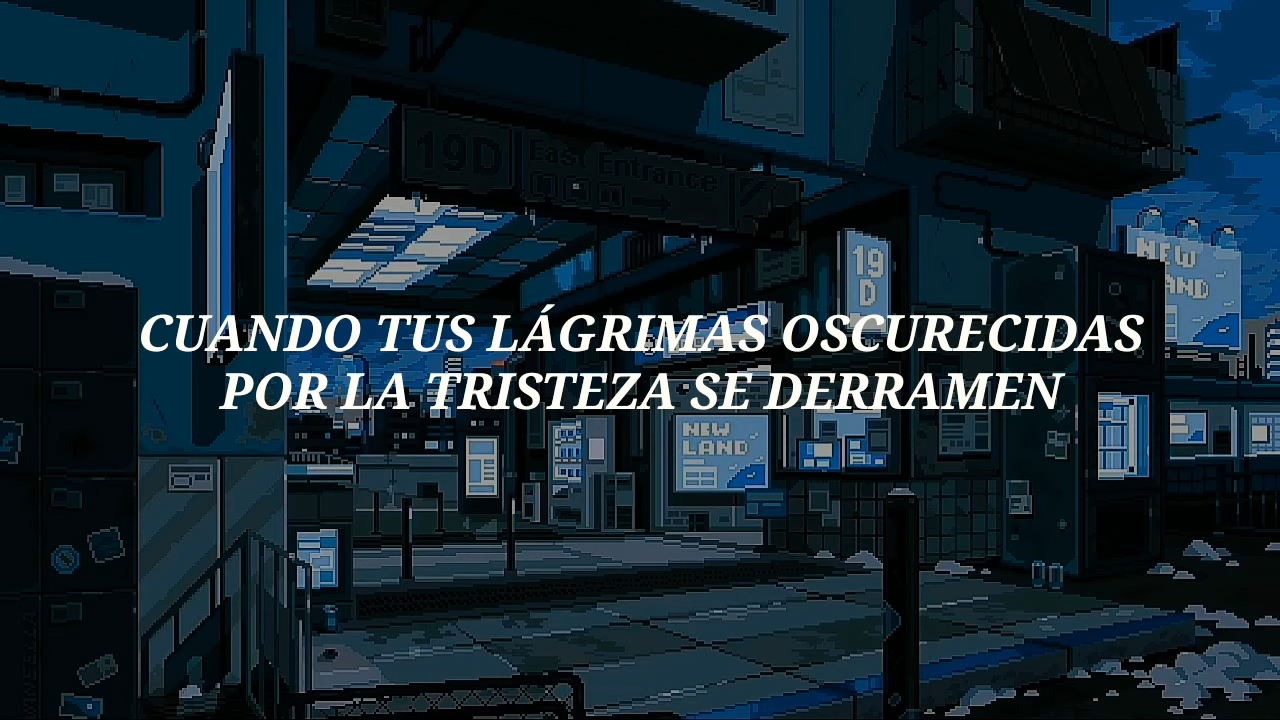 19D
East Entrance
NEW
LAND
19
D
CUANDO TUS LÁGRIMAS OSCURECIDAS
POR LA TRISTEZA SE DERRAMEN
NEW
LAND